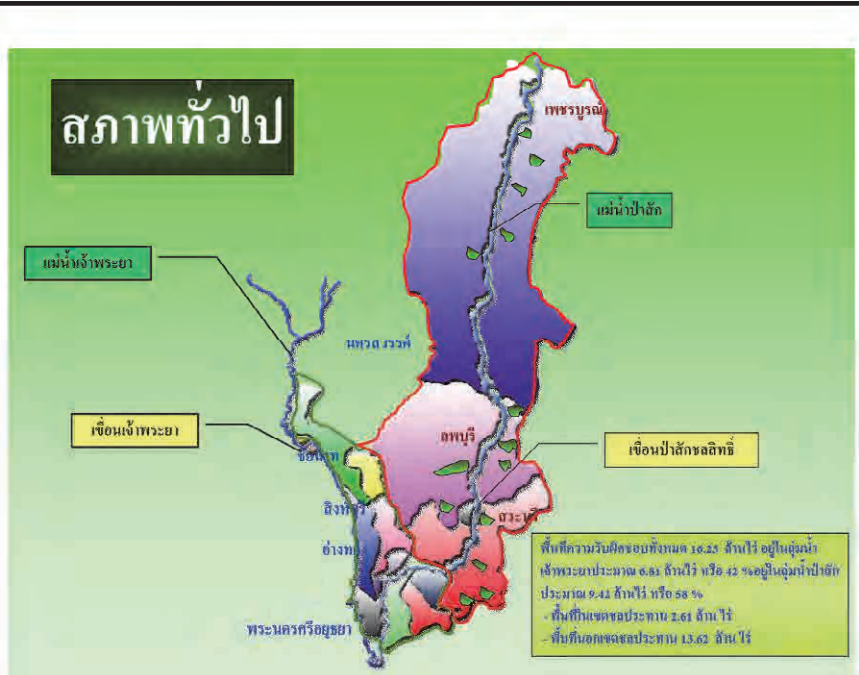 สภาพทั่วไป
เพชรบูรณ์
แม่น้ำป่าสัก
แม่น้ำเจ้าพระยา
นครสวรรค์
เขื่อนเจ้าพระยา
ลพบุรี
เขื่อนป่าสักชลสิทธิ์
ชัยนาท
สิงห์บุรี
สระบุรี
อ่างทอง
พระนครศรีอยุธยา
พื้นที่ความรับผิดชอบทั้งหมด 16.23 ล้านไร่ อยู่ในลุ่มน้ำ
เจ้าพระยาประมาณ 6.81 ล้านไร่ หรือ 42 %อยู่ในลุ่มน้ำป่าสัก
ประมาณ 9.42 ล้านไร่ หรือ 58 %
- พื้นที่ในเขตชลประทาน 2.61 ล้านไร่
- พื้นที่นอกเขตชลประทาน 13.62 ล้านไร่